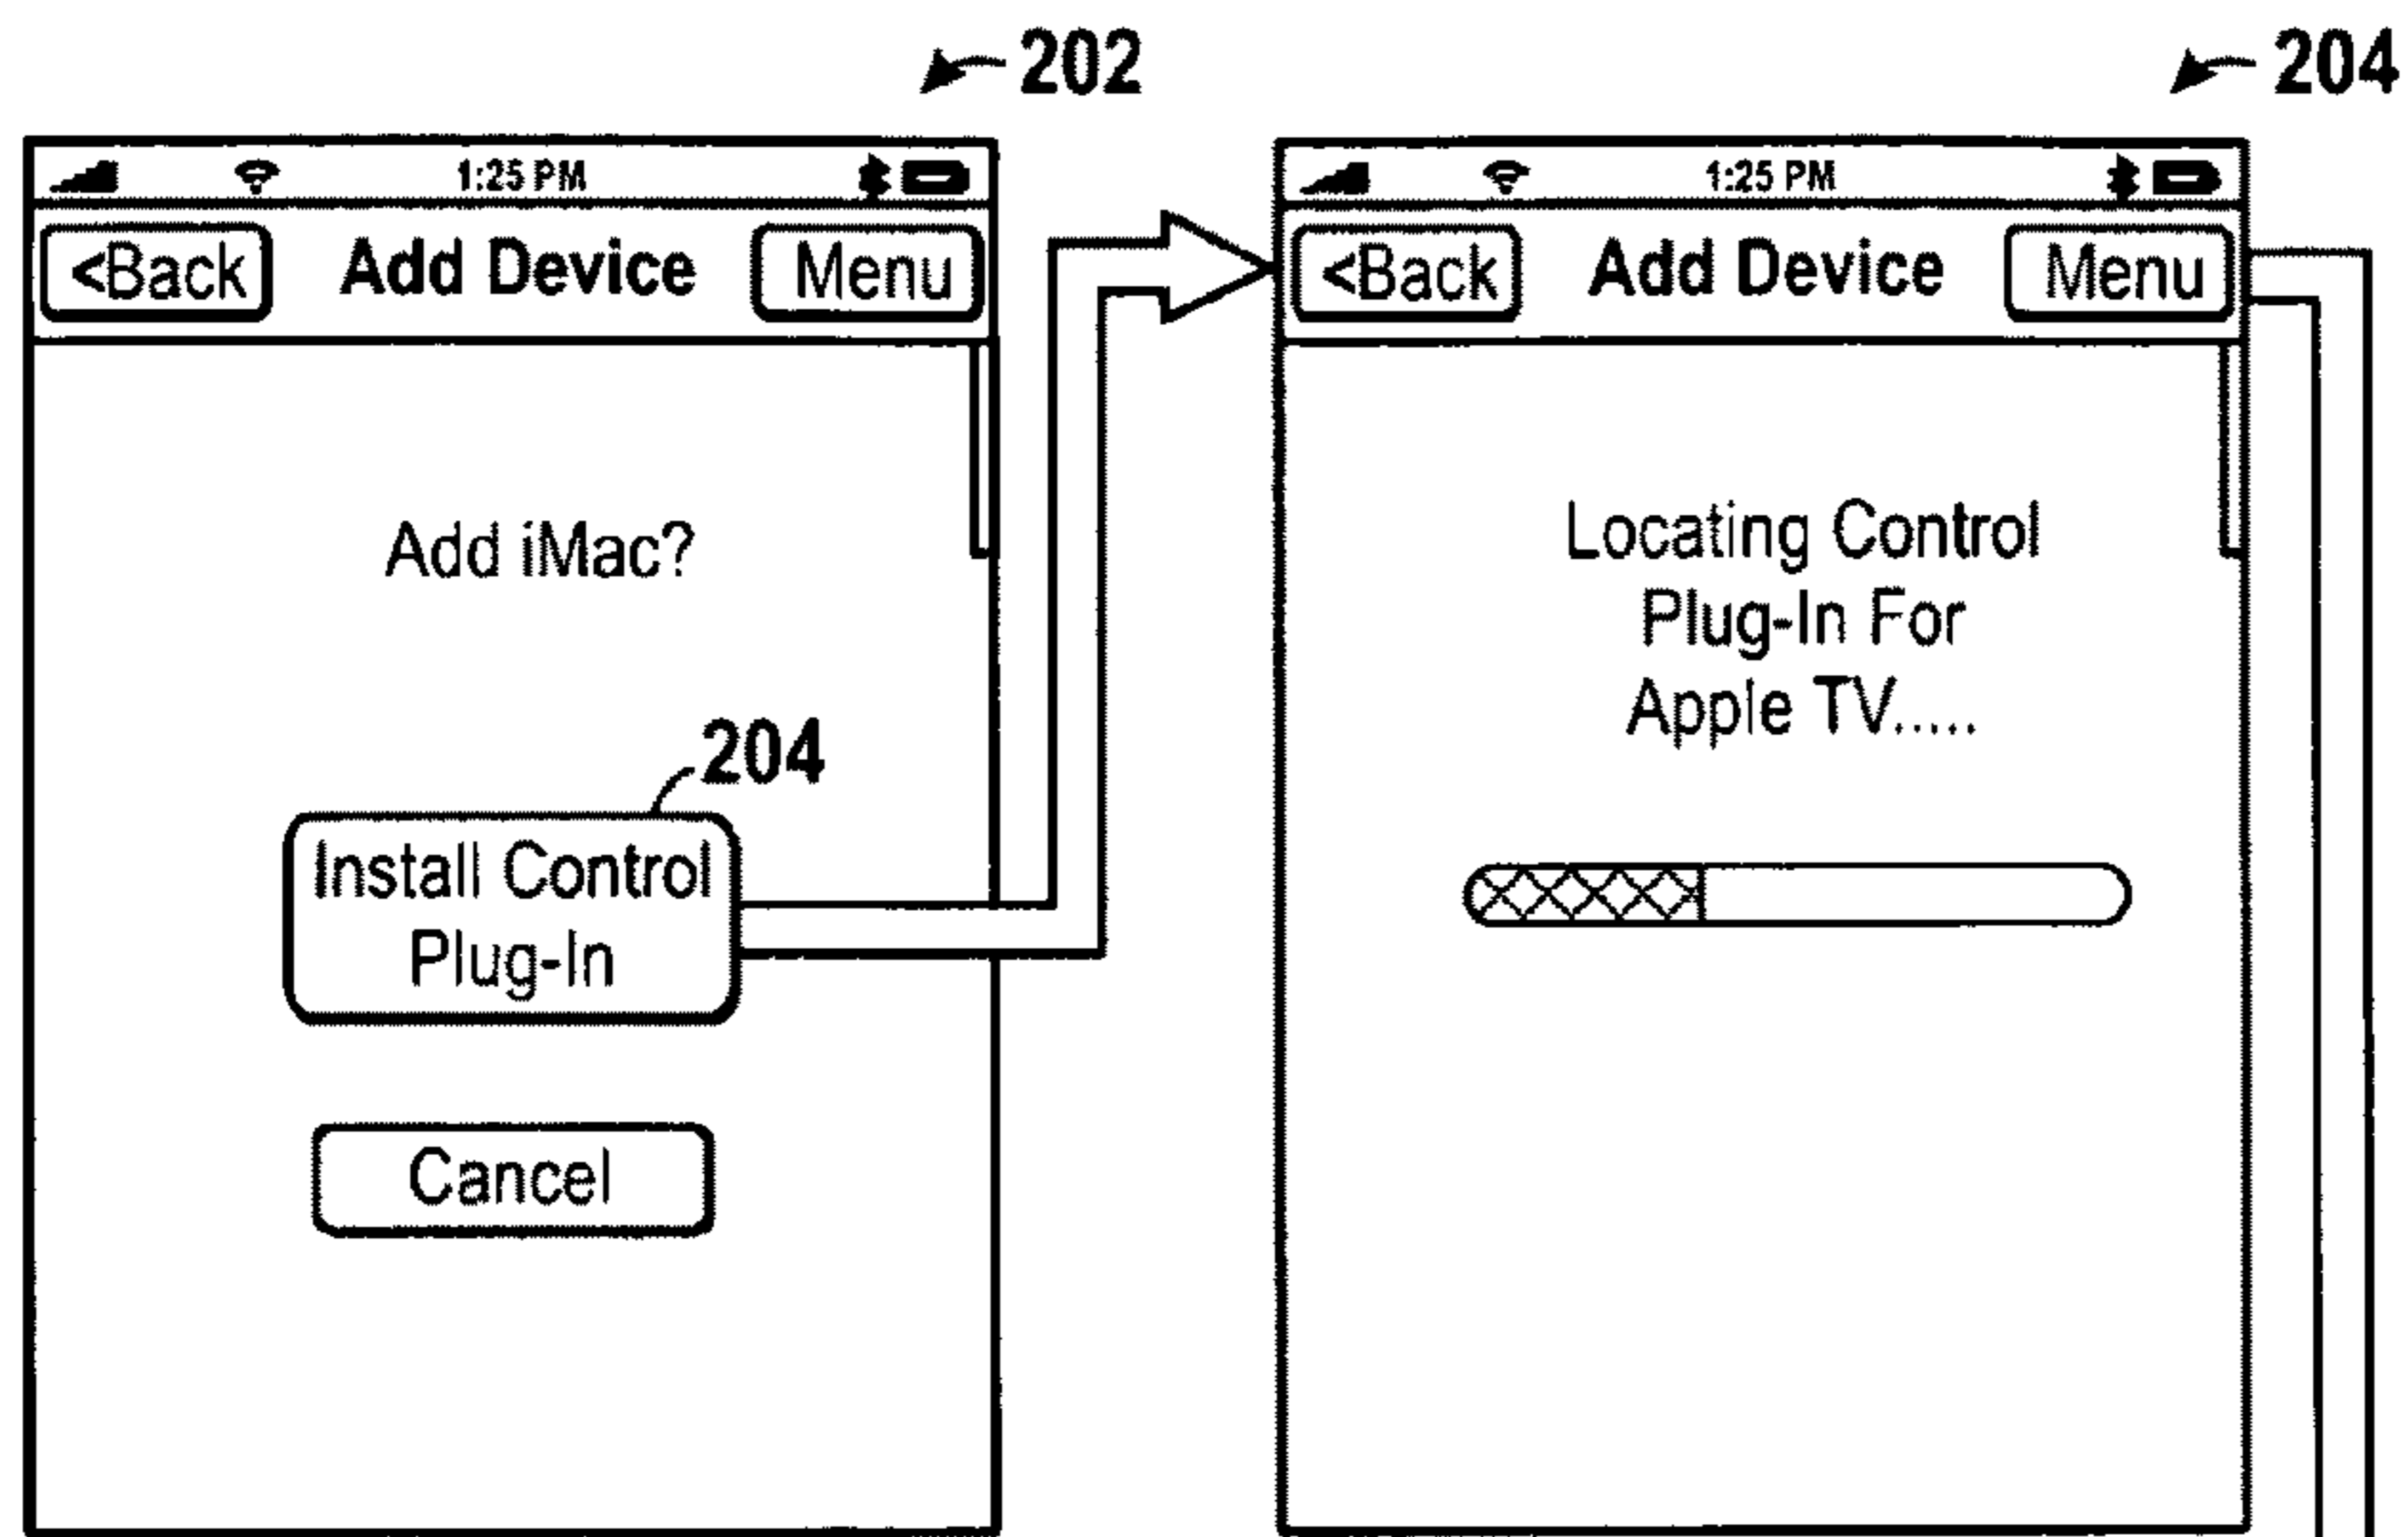 202
1:25 PM
<Back Add Device Menu
Add iMac?
204
Install Control
Plug-In
Cancel
204
1:25 PM
<Back Add Device Menu
Locating Control
Plug-In For
Apple TV.....